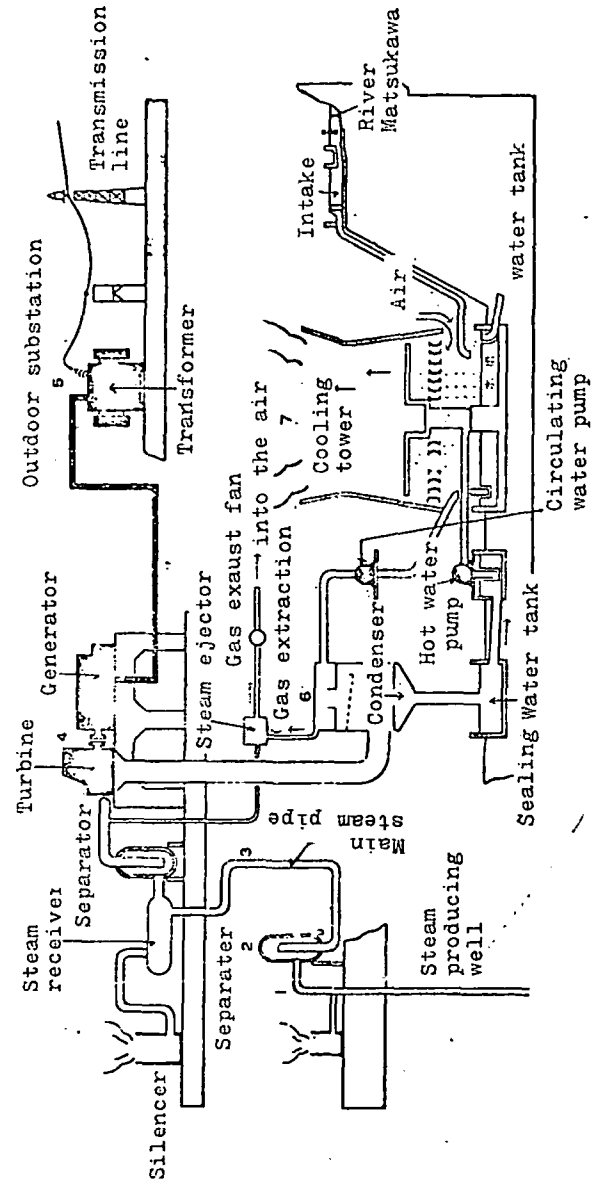 Silencer
Steam
receiver
Separator
Turbine
4
Generator
Outdoor substation
5
Transformer
Transmission
line
Separater
1
2
3
Main
steam pipe
Steam
producing
well
Steam ejector
Gas exaust fan
into the air
Gas extraction
6
7
Condenser
Cooling
tower
Hot water
pump
Sealing Water tank
Circulating
water pump
Air
Intake
River
Matsukawa
water tank